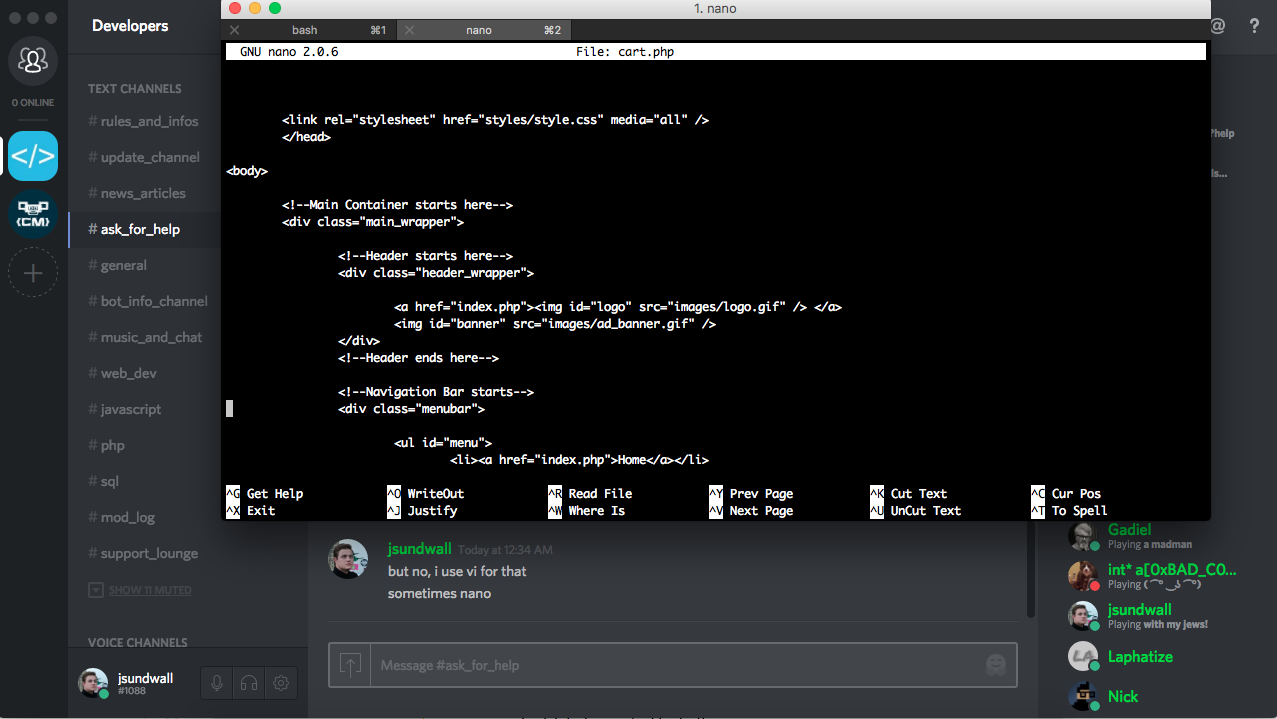 1. nano
bash ⌘1
nano ⌘2
GNU nano 2.0.6 File: cart.php
<link rel="stylesheet" href="styles/style.css" media="all" />
</head>
<body>
<!--Main Container starts here-->
<div class="main_wrapper">
<!--Header starts here-->
<div class="header_wrapper">
<a href="index.php"><img id="logo" src="images/logo.gif" /> </a>
<img id="banner" src="images/ad_banner.gif" />
</div>
<!--Header ends here-->
<!--Navigation Bar starts-->
<div class="menubar">
<ul id="menu">
<li><a href="index.php">Home</a></li>
^G Get Help ^O WriteOut ^R Read File ^Y Prev Page ^K Cut Text ^C Cur Pos
^X Exit ^J Justify ^W Where Is ^V Next Page ^U UnCut Text ^T To Spell
0 ONLINE
</>
{CM}
Developers
TEXT CHANNELS
# rules_and_infos
# update_channel
# news_articles
# ask_for_help
# general
# bot_info_channel
# music_and_chat
# web_dev
# javascript
# php
# sql
# mod_log
# support_lounge
SHOW 11 MUTED
VOICE CHANNELS
jsundwall
#1088
jsundwall Today at 12:34 AM
but no, i use vi for that
sometimes nano
Message #ask_for_help
@ ?
?help
s...
Gadiel
Playing a madman
int* a[0xBAD_C0...
Playing ( ͡° ͜ʖ ͡°)
jsundwall
Playing with my jews!
LA
Laphatize
Nick